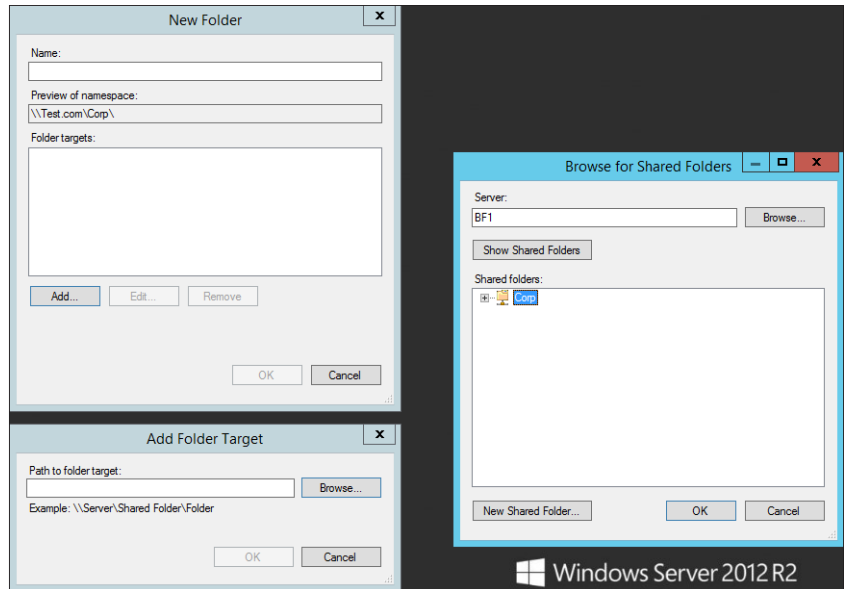 New Folder
x
Name:
Preview of namespace:
\\Test.com\Corp\
Folder targets:
Add...
Edit...
Remove
OK
Cancel
Add Folder Target
x
Path to folder target:
Browse...
Example: \\Server\Shared Folder\Folder
OK
Cancel
Browse for Shared Folders
x
Server:
BF1
Browse...
Show Shared Folders
Shared folders:
Corp
New Shared Folder...
OK
Cancel
Windows Server 2012 R2